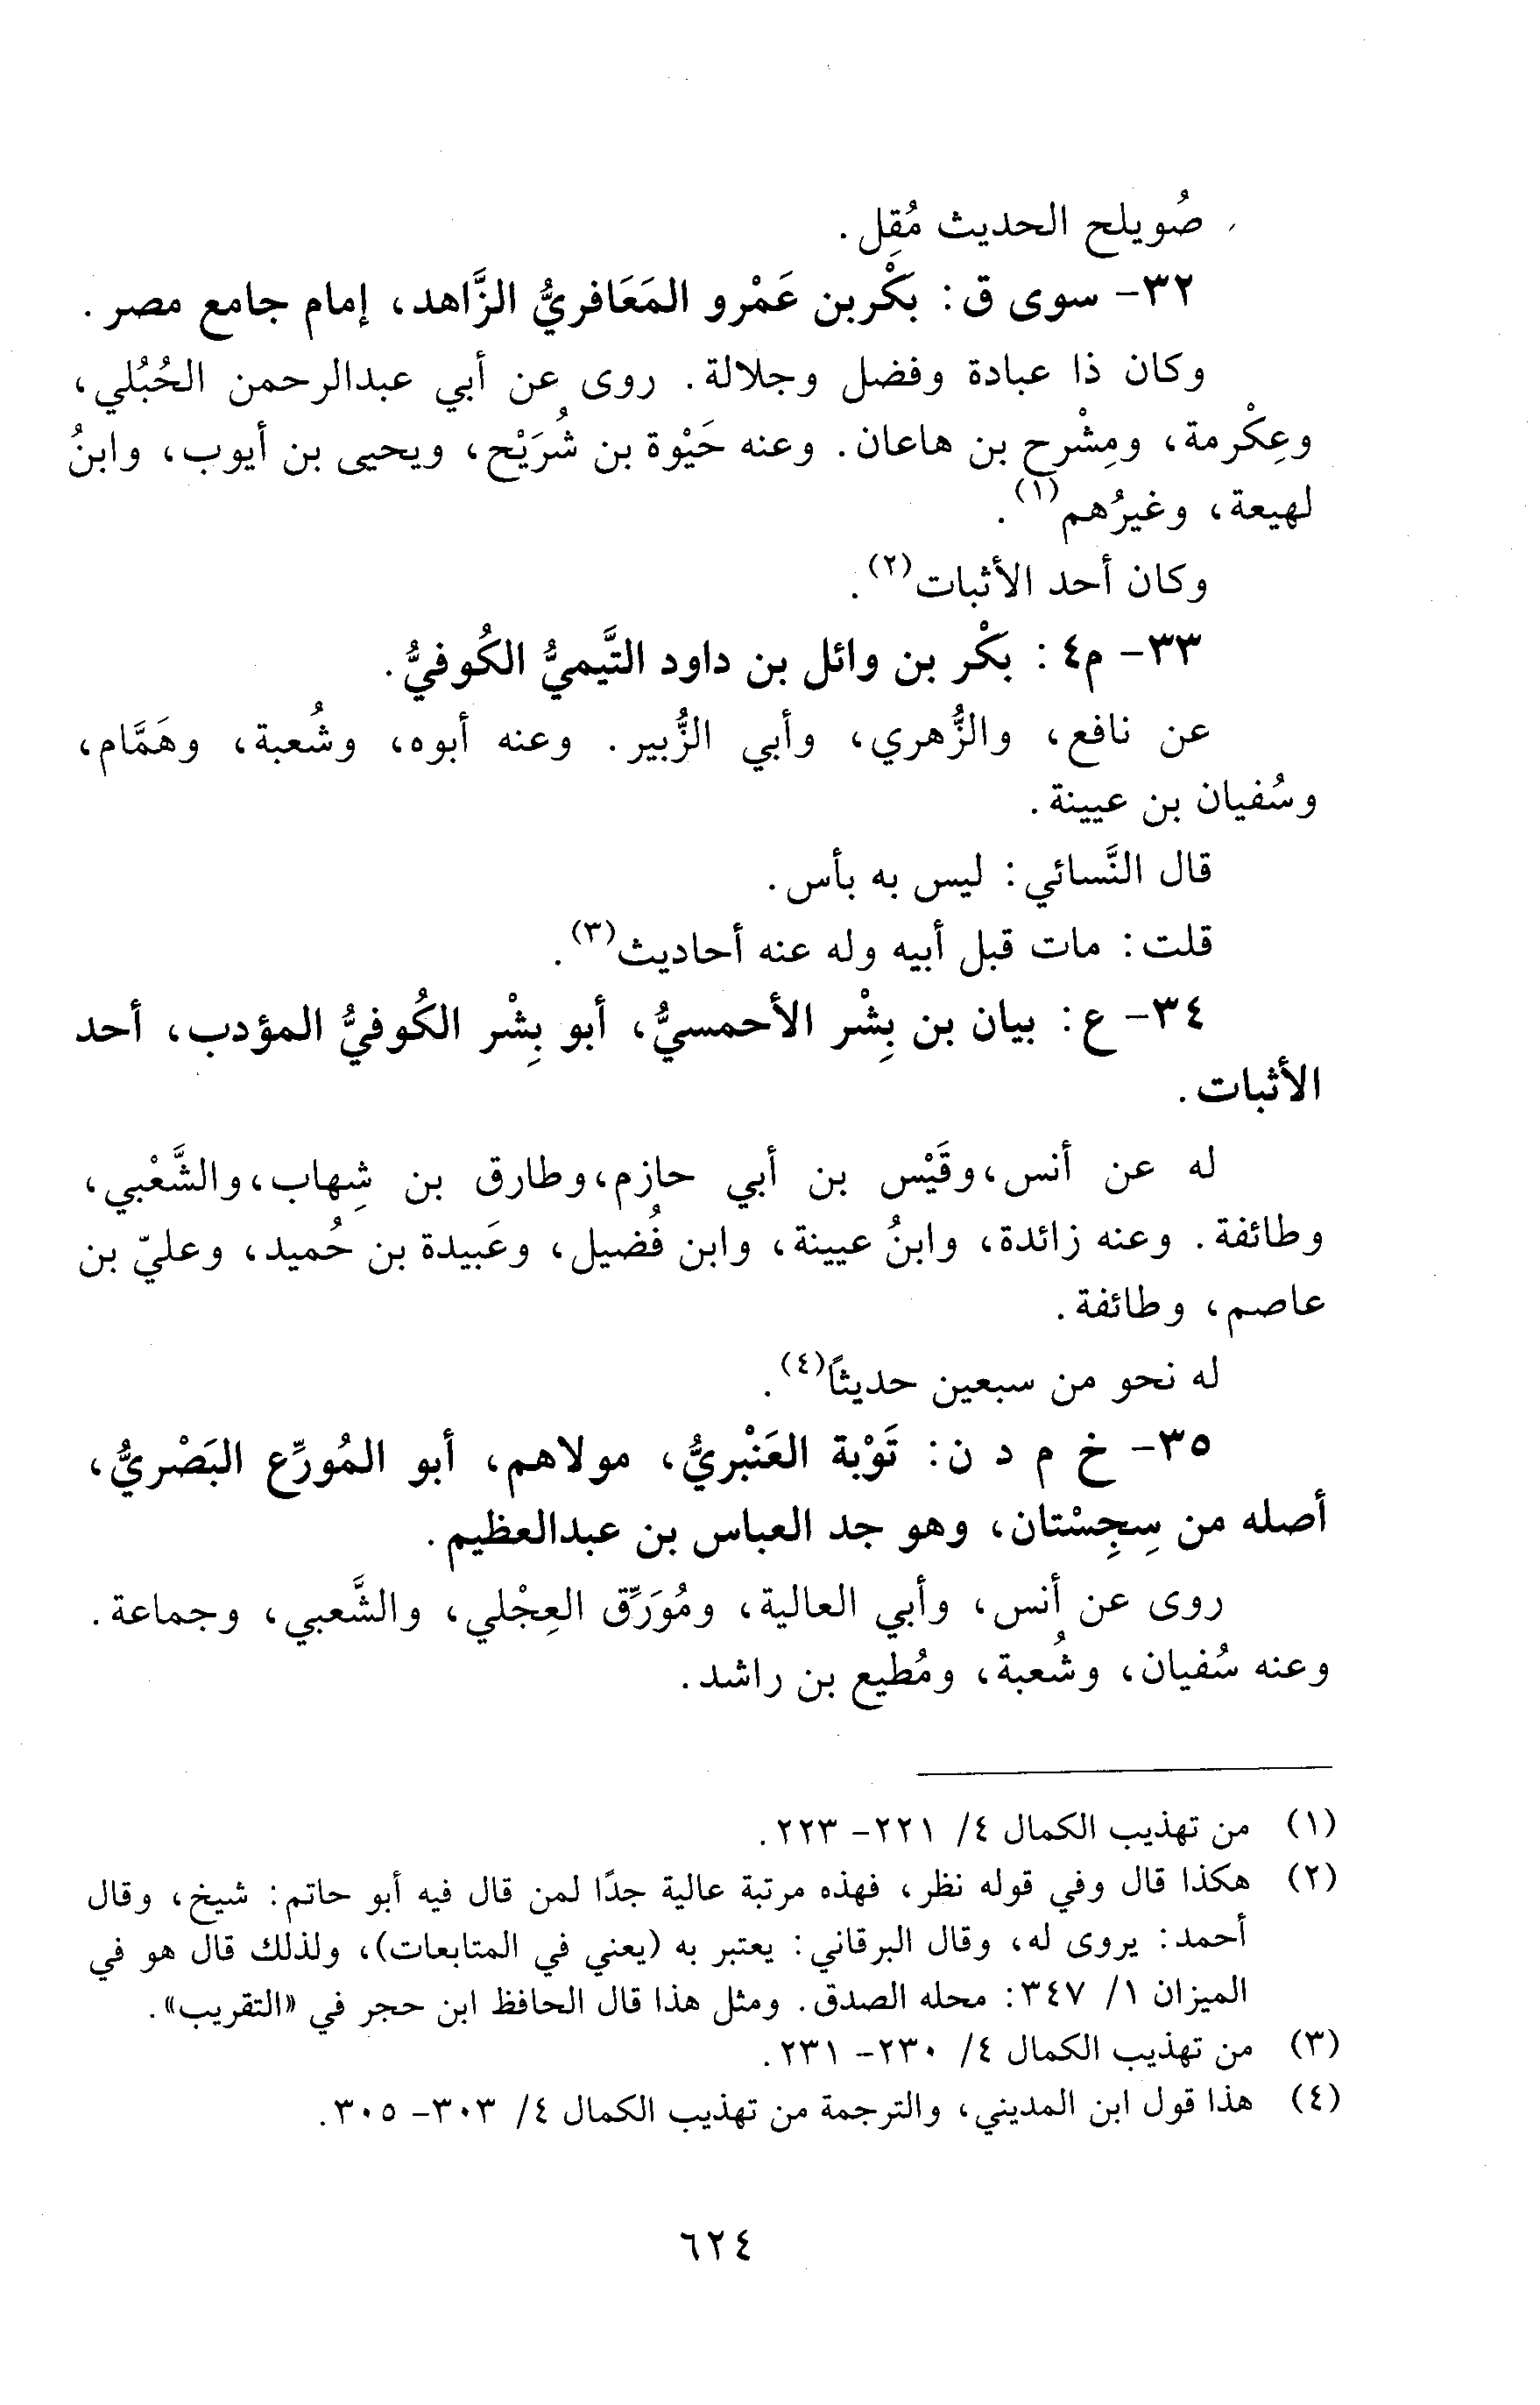 صُويلح الحديث مُقِل.
٣٢- سوى ق: بَكْربن عَمْرو المَعَافريُّ الزَّاهد، إمام جامع مصر.
وكان ذا عبادة وفضل وجلالة. روى عن أبي عبدالرحمن الحُبُلي،
وعِكْرمة، ومِشْرح بن هاعان. وعنه حَيْوة بن شُرَيْح، ويحيى بن أيوب، وابنُ
لهيعة، وغيرُهم(١).
وكان أحد الأثبات(٢).
٣٣- م٤: بَكْر بن وائل بن داود التَّيميُّ الكُوفيُّ.
عن نافع، والزُّهري، وأبي الزُّبير. وعنه أبوه، وشُعبة، وهَمَّام،
وسُفيان بن عيينة.
قال النَّسائي: ليس به بأس.
قلت: مات قبل أبيه وله عنه أحاديث(٣).
٣٤- ع: بيان بن بِشْر الأحمسيُّ، أبو بِشْر الكُوفيُّ المؤدب، أحد
الأثبات.
له عن أنس،وقَيْس بن أبي حازم،وطارق بن شِهاب،والشَّعْبي،
وطائفة. وعنه زائدة، وابنُ عيينة، وابن فُضيل، وعَبيدة بن حُميد، وعليّ بن
عاصم، وطائفة.
له نحو من سبعين حديثاً(٤).
٣٥- خ م د ن: تَوْبة العَنْبريُّ، مولاهم، أبو المُورِّع البَصْريُّ،
أصله من سِجِسْتان، وهو جد العباس بن عبدالعظيم.
روى عن أنس، وأبي العالية، ومُوَرِّق العِجْلي، والشَّعبي، وجماعة.
وعنه سُفيان، وشُعبة، ومُطيع بن راشد.
(١) من تهذيب الكمال ٤/ ٢٢١- ٢٢٣.
(٢) هكذا قال وفي قوله نظر، فهذه مرتبة عالية جدًا لمن قال فيه أبو حاتم: شيخ، وقال
أحمد: يروى له، وقال البرقاني: يعتبر به (يعني في المتابعات)، ولذلك قال هو في
الميزان ١/ ٣٤٧: محله الصدق. ومثل هذا قال الحافظ ابن حجر في «التقريب».
(٣) من تهذيب الكمال ٤/ ٢٣٠- ٢٣١.
(٤) هذا قول ابن المديني، والترجمة من تهذيب الكمال ٤/ ٣٠٣- ٣٠٥.
٦٢٤